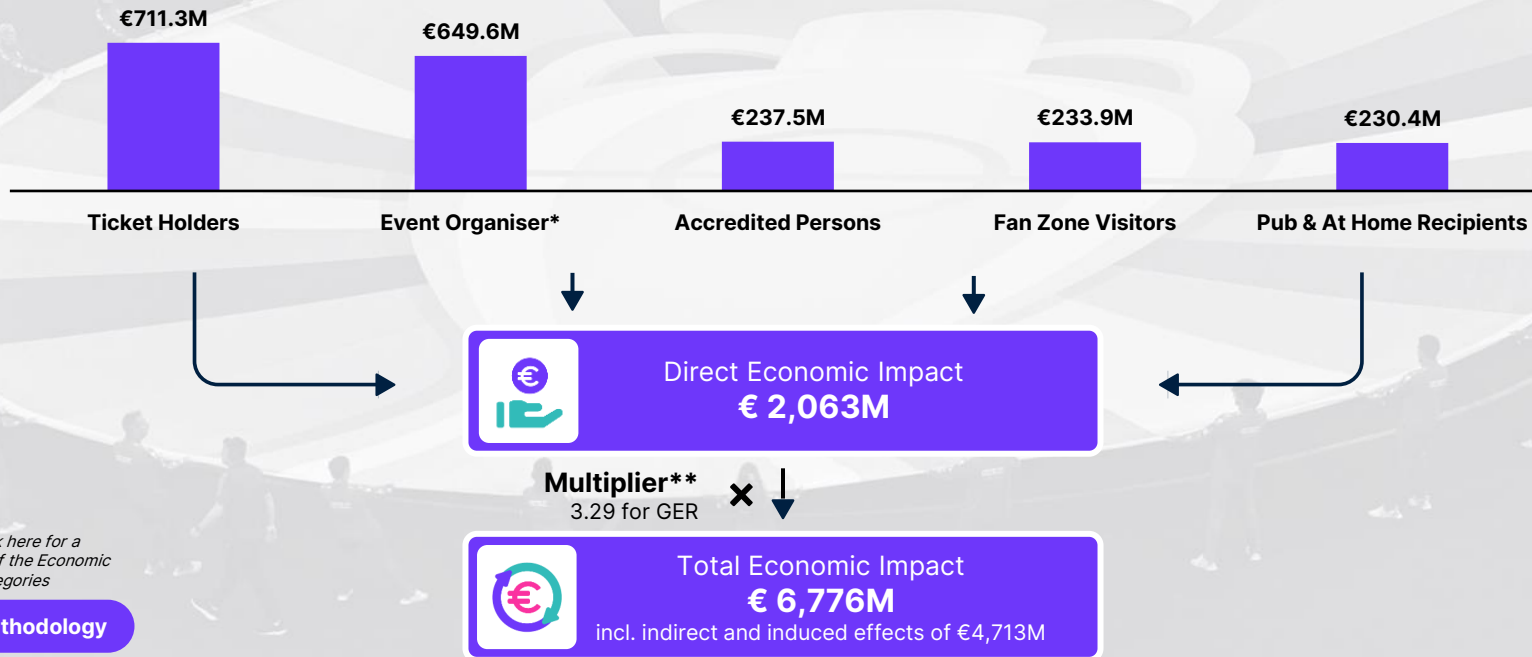 €711.3M
€649.6M
€237.5M
€233.9M
€230.4M
Ticket Holders
Event Organiser*
Accredited Persons
Fan Zone Visitors
Pub & At Home Recipients
€
Direct Economic Impact
€ 2,063M
Multiplier**
3.29 for GER
×
€
Total Economic Impact
€ 6,776M
incl. indirect and induced effects of €4,713M
here for a
the Economic